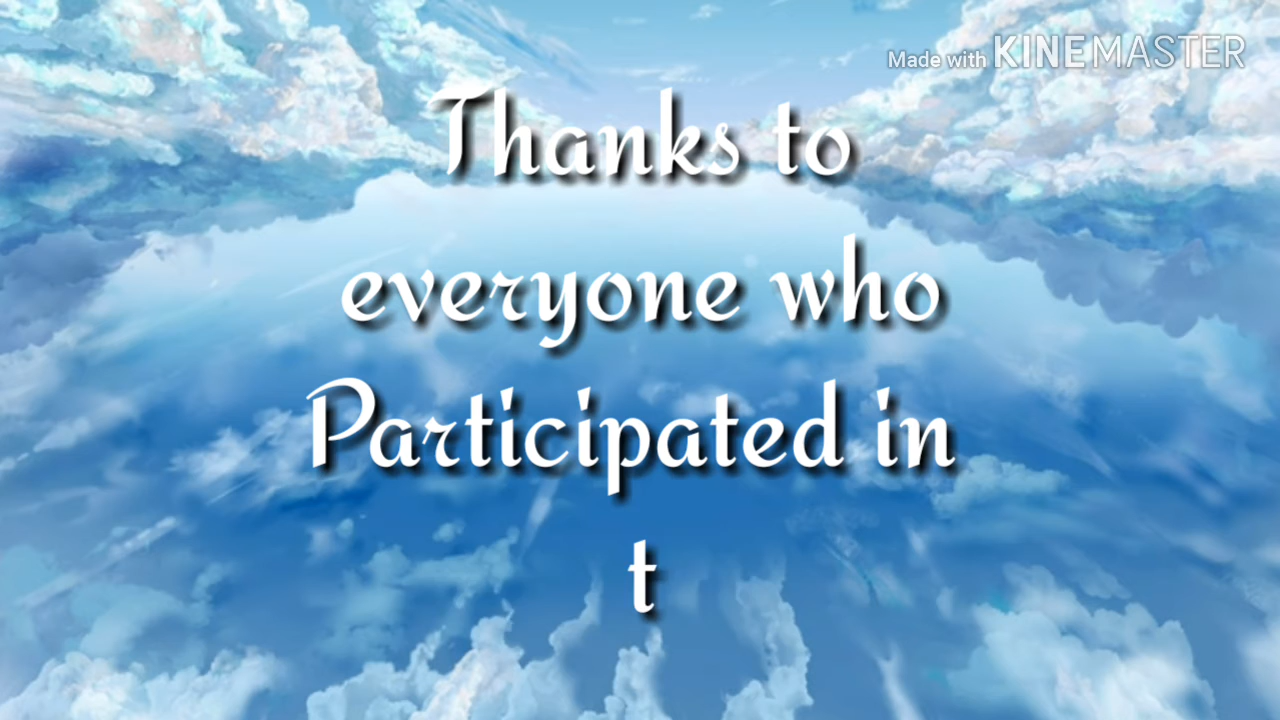 Made with KINEMASTER
Thanks to
everyone who
Participated in
t